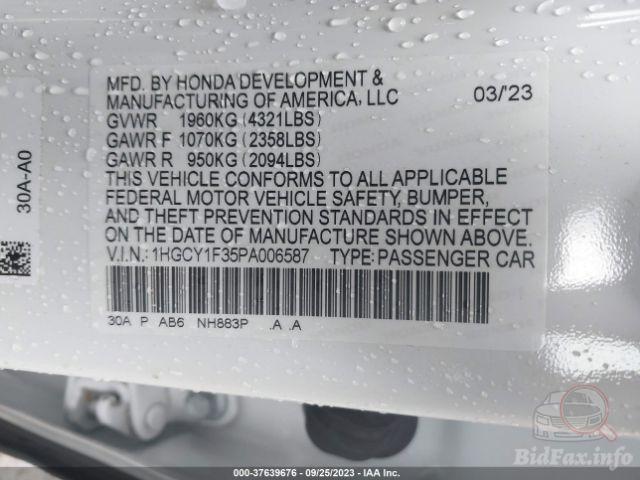 MFD. BY HONDA DEVELOPMENT &
MANUFACTURING OF AMERICA, LLC 03/'23
GVWR 1960KG (4321LBS)
GAWR F 1070KG (2358LBS)
GAWR R 950KG (2094LBS)
THIS VEHICLE CONFORMS TO ALL APPLICABLE
FEDERAL MOTOR VEHICLE SAFETY, BUMPER,
AND THEFT PREVENTION STANDARDS IN EFFECT
ON THE DATE OF MANUFACTURE SHOWN ABOVE.
V.I.N.: 1HGCY1F35PA006587 TYPE: PASSENGER CAR
30A P AB6 NH883P .A .A
30A-A0
000-37639676 - 09/25/2023 - IAA Inc.
BidFax.info